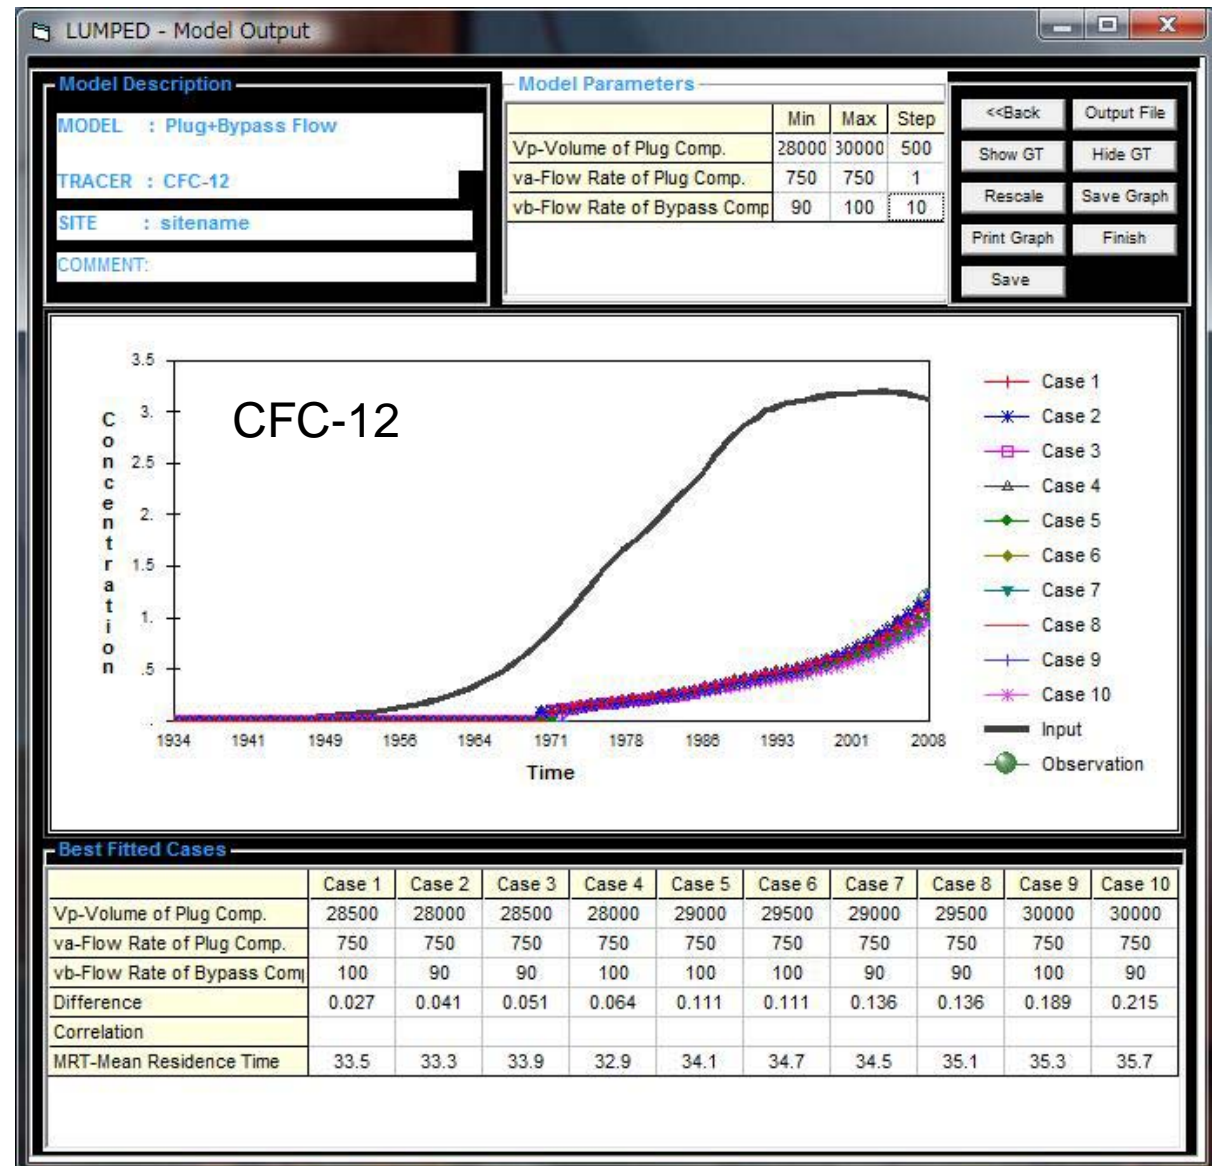 LUMPED - Model Output
Model Description
MODEL : Plug+Bypass Flow
TRACER : CFC-12
SITE : sitename
COMMENT:
Model Parameters
Min Max Step
Vp-Volume of Plug Comp. 28000 30000 500
va-Flow Rate of Plug Comp. 750 750 1
vb-Flow Rate of Bypass Comp 90 100 10
<<Back Output File
Show GT Hide GT
Rescale Save Graph
Print Graph Finish
Save
CFC-12
Concentration
3.5
3.
2.5
2.
1.5
1.
.5
.
1934 1941 1949 1956 1964 1971 1978 1986 1993 2001 2008
Time
Case 1
Case 2
Case 3
Case 4
Case 5
Case 6
Case 7
Case 8
Case 9
Case 10
Input
Observation
Best Fitted Cases
Case 1 Case 2 Case 3 Case 4 Case 5 Case 6 Case 7 Case 8 Case 9 Case 10
Vp-Volume of Plug Comp. 28500 28000 28500 28000 29000 29500 29000 29500 30000 30000
va-Flow Rate of Plug Comp. 750 750 750 750 750 750 750 750 750 750
vb-Flow Rate of Bypass Com 100 90 90 100 100 100 90 90 100 90
Difference 0.027 0.041 0.051 0.064 0.111 0.111 0.136 0.136 0.189 0.215
Correlation
MRT-Mean Residence Time 33.5 33.3 33.9 32.9 34.1 34.7 34.5 35.1 35.3 35.7